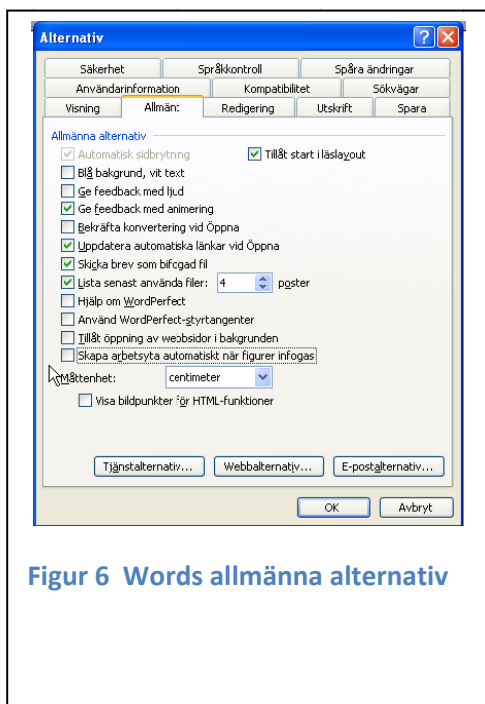 Alternativ
Säkerhet Språkkontroll Spåra ändringar
Användarinformation Kompatibilitet Sökvägar
Visning Allmän: Redigering Utskrift Spara
Allmänna alternativ
Automatisk sidbrytning Tillåt start i läslayout
Blå bakgrund, vit text
Ge feedback med ljud
Ge feedback med animering
Bekräfta konvertering vid Öppna
Uppdatera automatiska länkar vid Öppna
Skicka brev som bifcgad fil
Lista senast använda filer: 4 poster
Hjälp om WordPerfect
Använd WordPerfect-styrtangenter
Tillåt öppning av webbsidor i bakgrunden
Skapa arbetsyta automatiskt när figurer infogas
Måttenhet: centimeter
Visa bildpunkter för HTML-funktioner
Tjänstalternativ... Webbalternativ... E-postalternativ...
OK Avbryt
Figur 6 Words allmänna alternativ